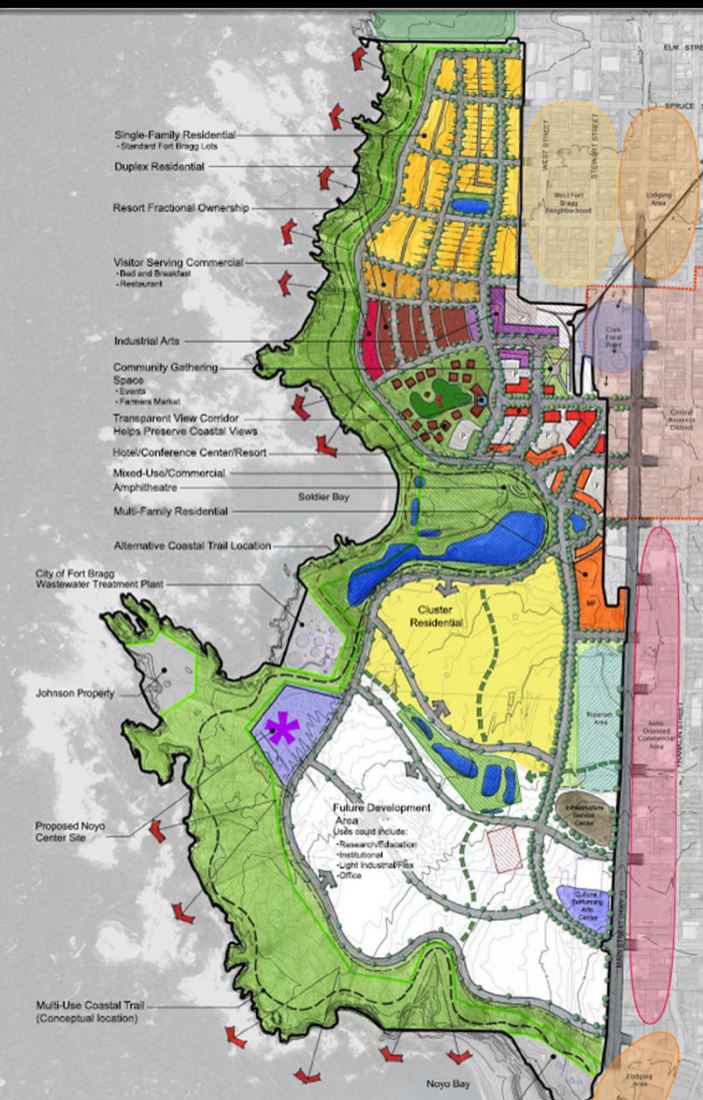 ELM STRE
SPRUCE S
WEST STREET
STEWART STREET
West Fort
Bragg
Neighborhood
Lodging
Area
Single-Family Residential
• Standard Fort Bragg Lots
Duplex Residential
Resort Fractional Ownership
Visitor Serving Commercial
• Bed and Breakfast
• Restaurant
Industrial Arts
Community Gathering
Space
• Events
• Farmers Market
Transparent View Corridor
Helps Preserve Coastal Views
Hotel/Conference Center/Resort
Mixed-Use/Commercial
Amphitheatre
Multi-Family Residential
Alternative Coastal Trail Location
City of Fort Bragg
Wastewater Treatment Plant
Johnson Property
Proposed Noyo
Center Site
Multi-Use Coastal Trail
(Conceptual location)
Civic
Focal
Point
Central
Business
District
P
P
P
P
P
Soldier Bay
MF
Cluster
Residential
Riparian
Area
Auto-
Oriented
Commercial
Area
FRANKLIN STREET
Infrastructure
Service
Center
Future Development
Area
Uses could include:
•Research/Education
•Institutional
•Light Industrial/Flex
•Office
Culture /
Performing
Arts
Center
MAIN STREET (HWY 1)
Noyo Bay
Lodging
Area